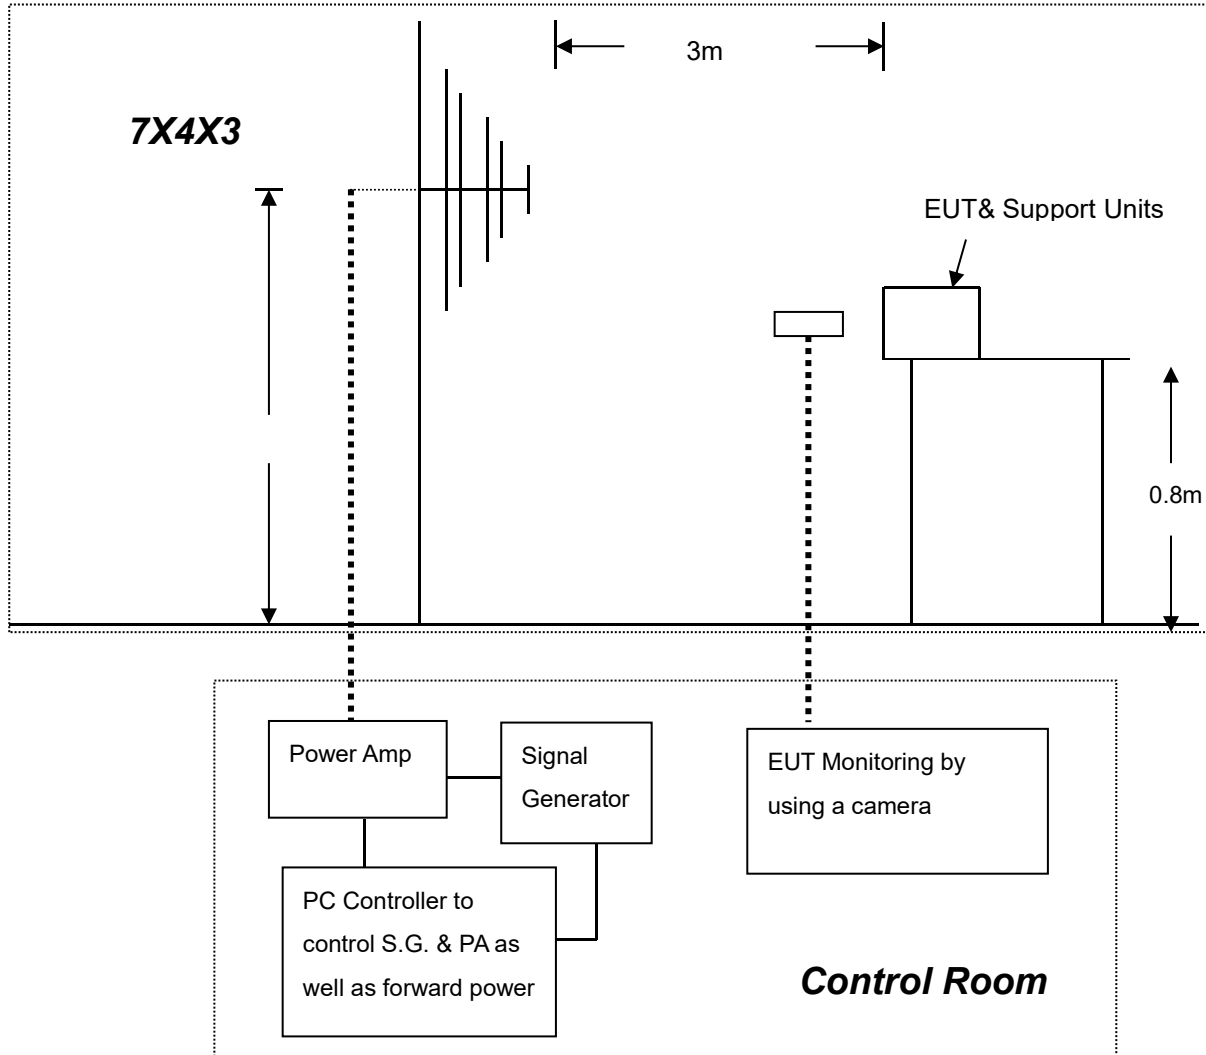 3m
7X4X3
EUT& Support Units
0.8m
Power Amp
Signal
Generator
EUT Monitoring by
using a camera
PC Controller to
control S.G. & PA as
well as forward power
Control Room